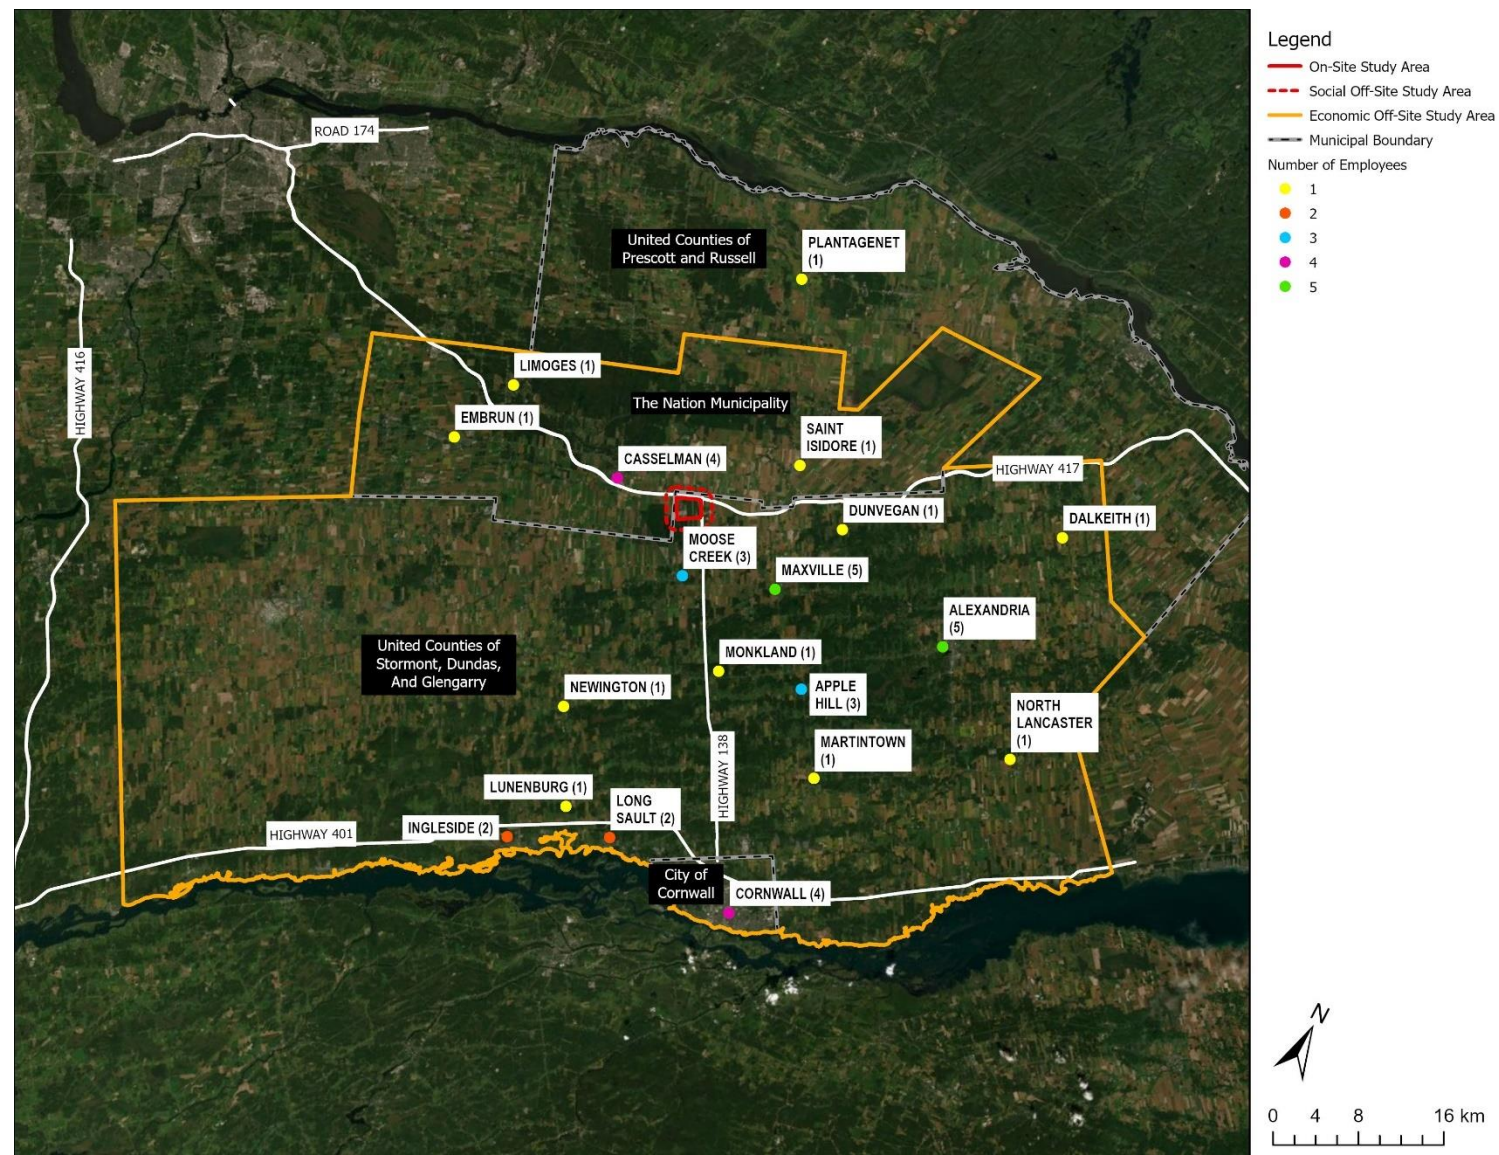 Legend
On-Site Study Area
Social Off-Site Study Area
Economic Off-Site Study Area
Municipal Boundary
Number of Employees
1
2
3
4
5
ROAD 174
United Counties of
Prescott and Russell
PLANTAGENET
(1)
HIGHWAY 416
LIMOGES (1)
The Nation Municipality
EMBRUN (1)
SAINT
ISIDORE (1)
CASSELMAN (4)
HIGHWAY 417
DUNVEGAN (1)
DALKEITH (1)
MOOSE
CREEK (3)
MAXVILLE (5)
ALEXANDRIA
(5)
United Counties of
Stormont, Dundas,
And Glengarry
MONKLAND (1)
NEWINGTON (1)
APPLE
HILL (3)
NORTH
LANCASTER
(1)
MARTINTOWN
(1)
HIGHWAY 138
LUNENBURG (1)
LONG
SAULT (2)
INGLESIDE (2)
HIGHWAY 401
City of
Cornwall
CORNWALL (4)
N
0 4 8 16 km